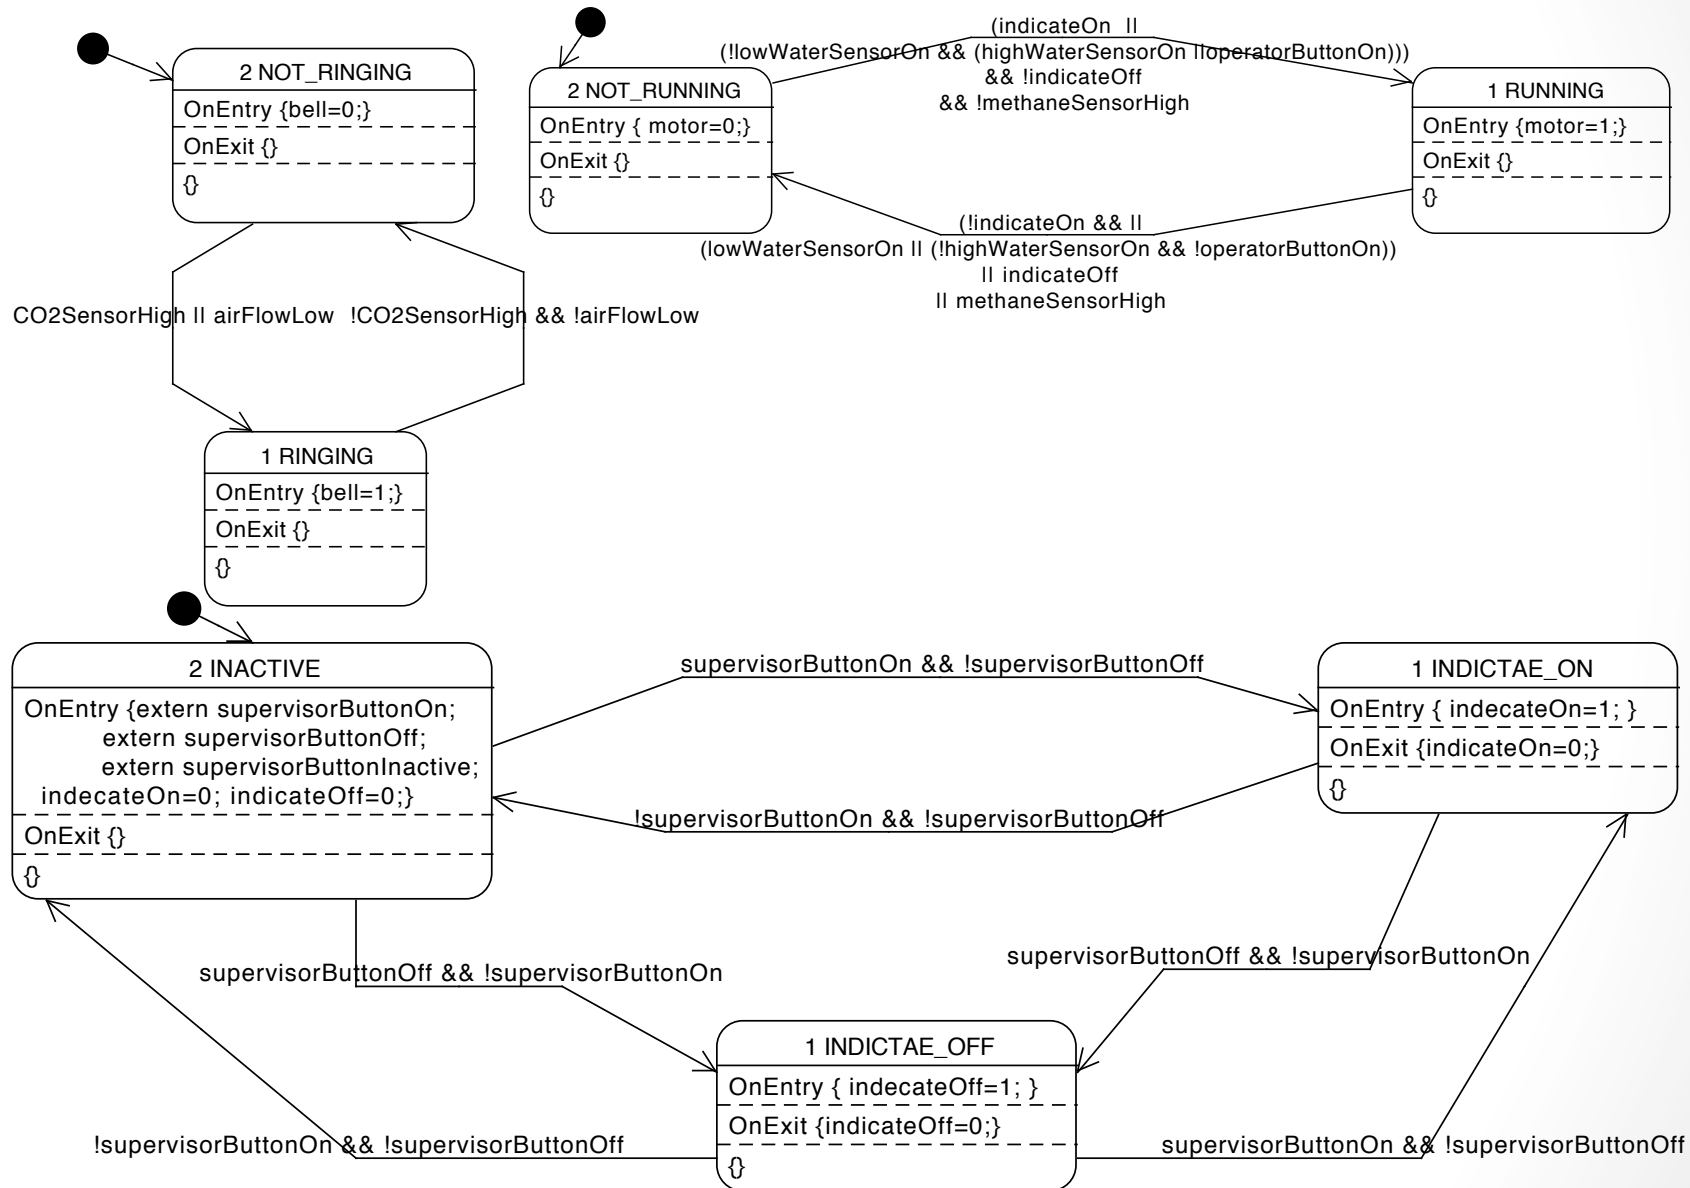 2 NOT_RINGING
OnEntry {bell=0;}
OnExit {}
{}
CO2SensorHigh || airFlowLow
!CO2SensorHigh && !airFlowLow
1 RINGING
OnEntry {bell=1;}
OnExit {}
{}
2 NOT_RUNNING
OnEntry { motor=0;}
OnExit {}
{}
(indicateOn ||
(!lowWaterSensorOn && (highWaterSensorOn ||operatorButtonOn)))
&& !indicateOff
&& !methaneSensorHigh
1 RUNNING
OnEntry {motor=1;}
OnExit {}
{}
(!indicateOn && ||
(lowWaterSensorOn || (!highWaterSensorOn && !operatorButtonOn))
|| indicateOff
|| methaneSensorHigh
2 INACTIVE
OnEntry {extern supervisorButtonOn;
extern supervisorButtonOff;
extern supervisorButtonInactive;
indecateOn=0; indicateOff=0;}
OnExit {}
{}
supervisorButtonOn && !supervisorButtonOff
!supervisorButtonOn && !supervisorButtonOff
1 INDICTAE_ON
OnEntry { indecateOn=1; }
OnExit {indicateOn=0;}
{}
supervisorButtonOff && !supervisorButtonOn
supervisorButtonOff && !supervisorButtonOn
1 INDICTAE_OFF
OnEntry { indecateOff=1; }
OnExit {indicateOff=0;}
{}
!supervisorButtonOn && !supervisorButtonOff
supervisorButtonOn && !supervisorButtonOff